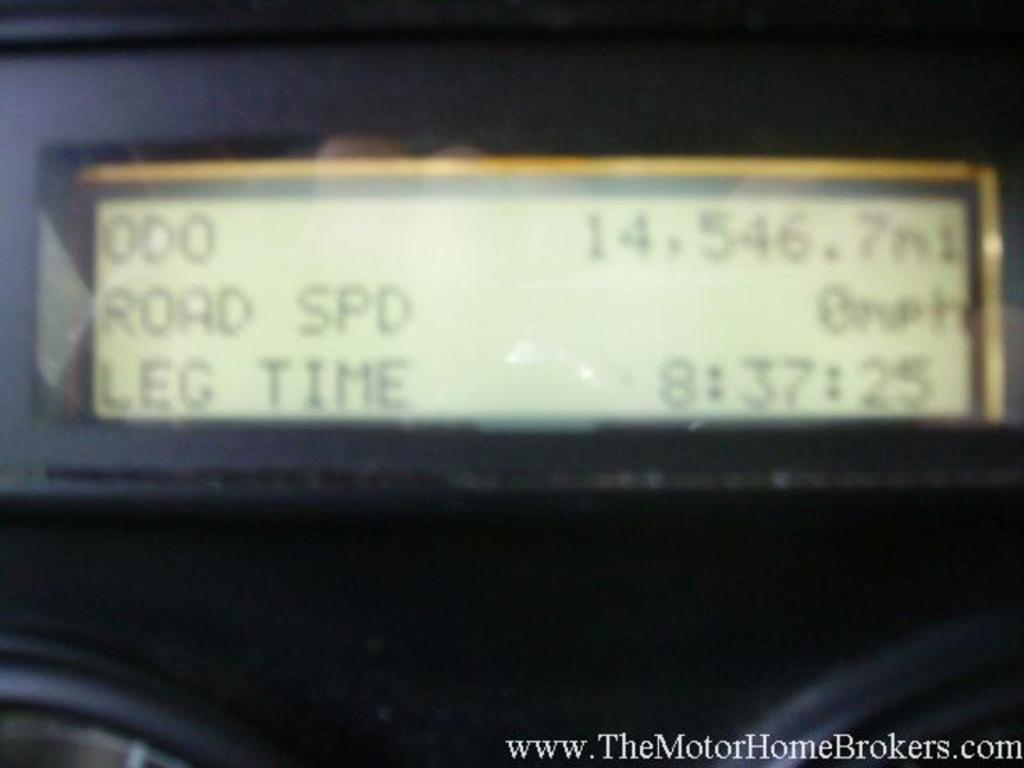 ODO 14,546.7mi
ROAD SPD 0mph
LEG TIME 8:37:25
www.TheMotorHomeBrokers.com